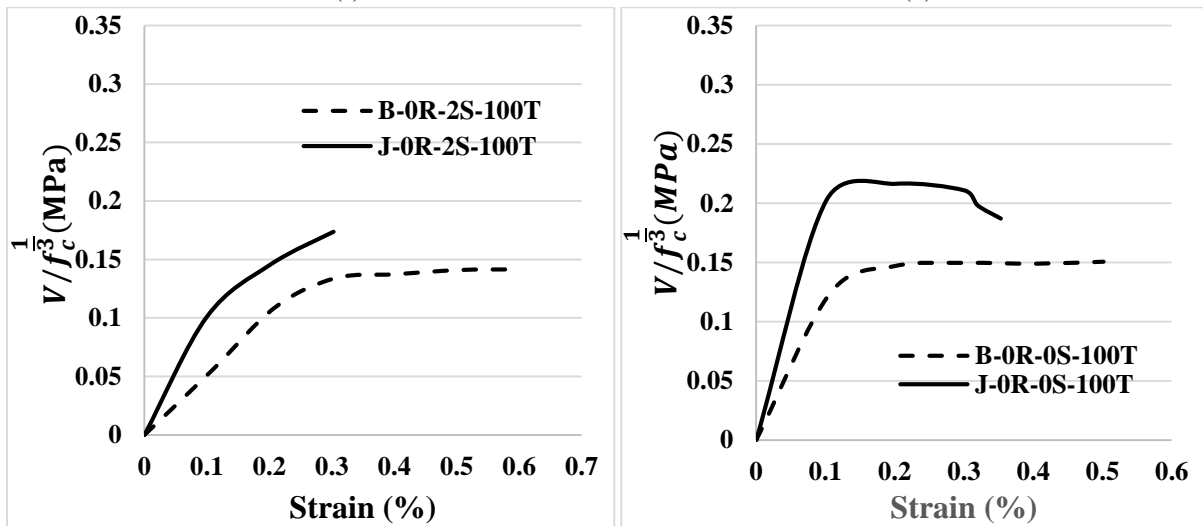 0.35
0.3
0.25
0.2
0.15
0.1
0.05
0
0 0.1 0.2 0.3 0.4 0.5 0.6 0.7
V/f_c^{1/3}(MPa)
Strain (%)
B-0R-2S-100T
J-0R-2S-100T
0.35
0.3
0.25
0.2
0.15
0.1
0.05
0
0 0.1 0.2 0.3 0.4 0.5 0.6
V/f_c^{1/3}(MPa)
Strain (%)
B-0R-0S-100T
J-0R-0S-100T